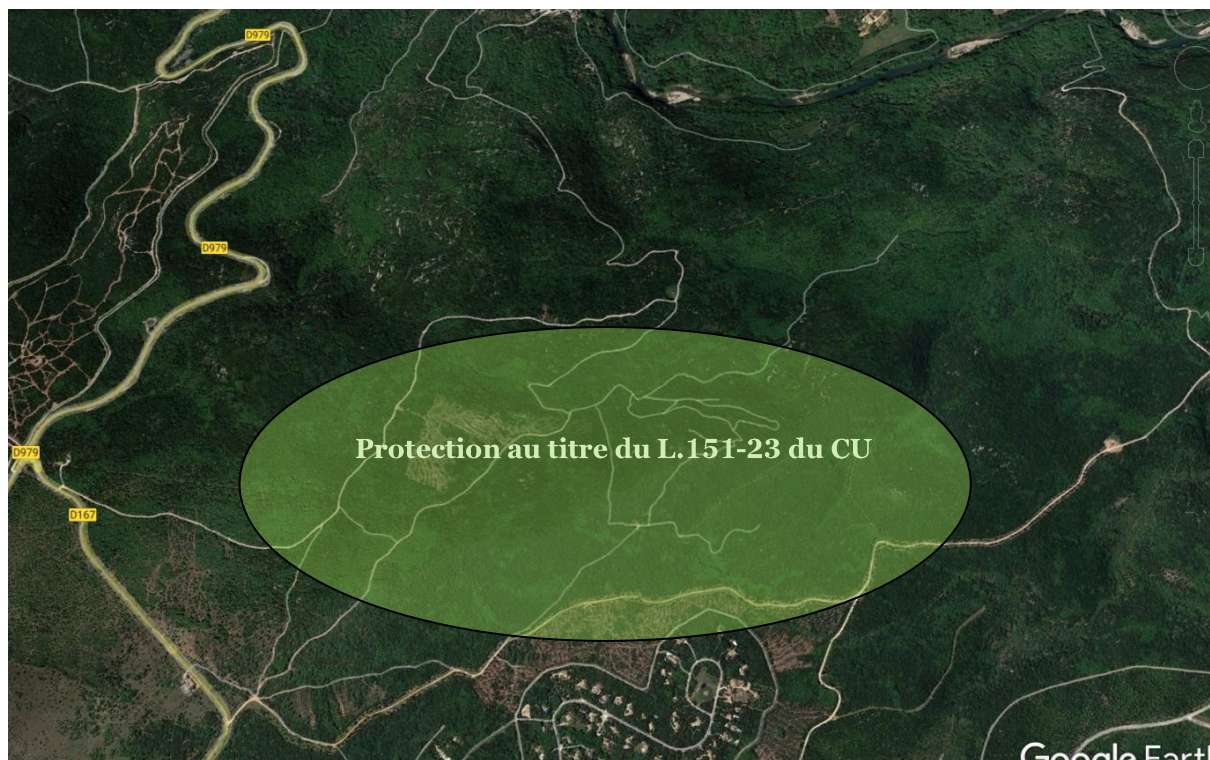 D979
D979
Protection au titre du L.151-23 du CU
D979
D167
Google Earth